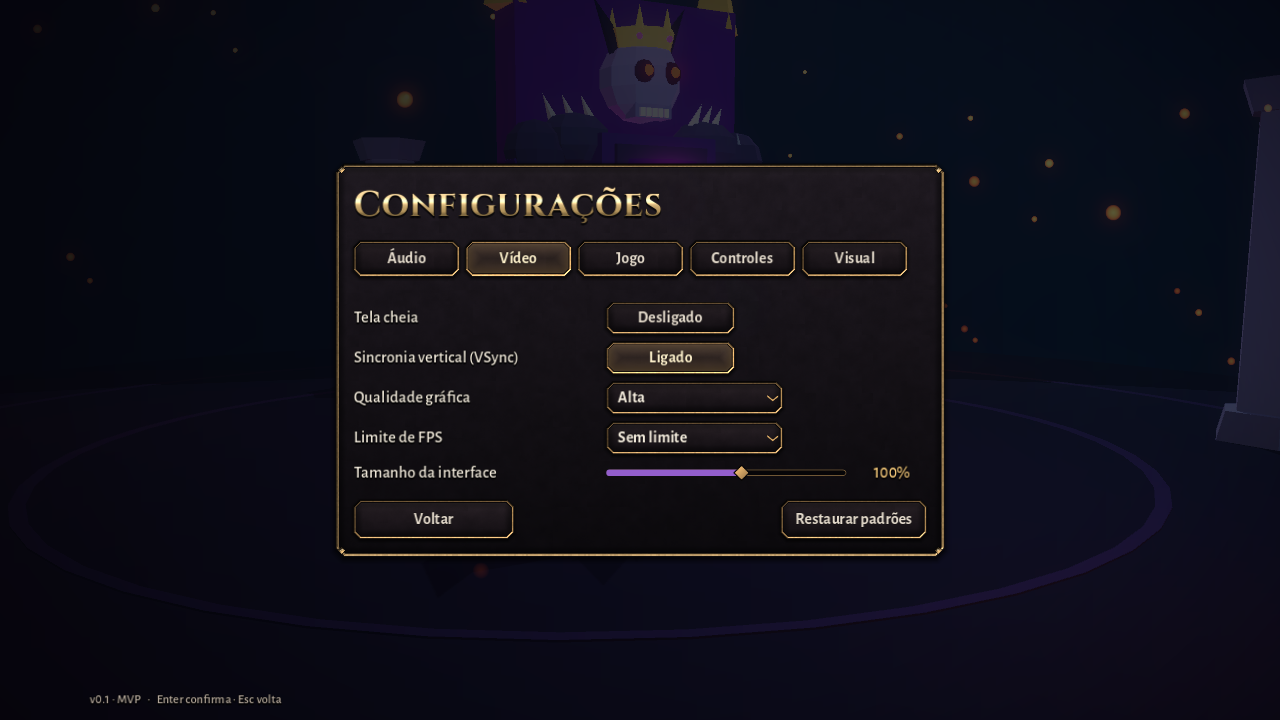 Configurações
Áudio Vídeo Jogo Controles Visual
Tela cheia Desligado
Sincronia vertical (VSync) Ligado
Qualidade gráfica Alta
Limite de FPS Sem limite
Tamanho da interface 100%
Voltar Restaurar padrões
v0.1 · MVP · Enter confirma · Esc volta